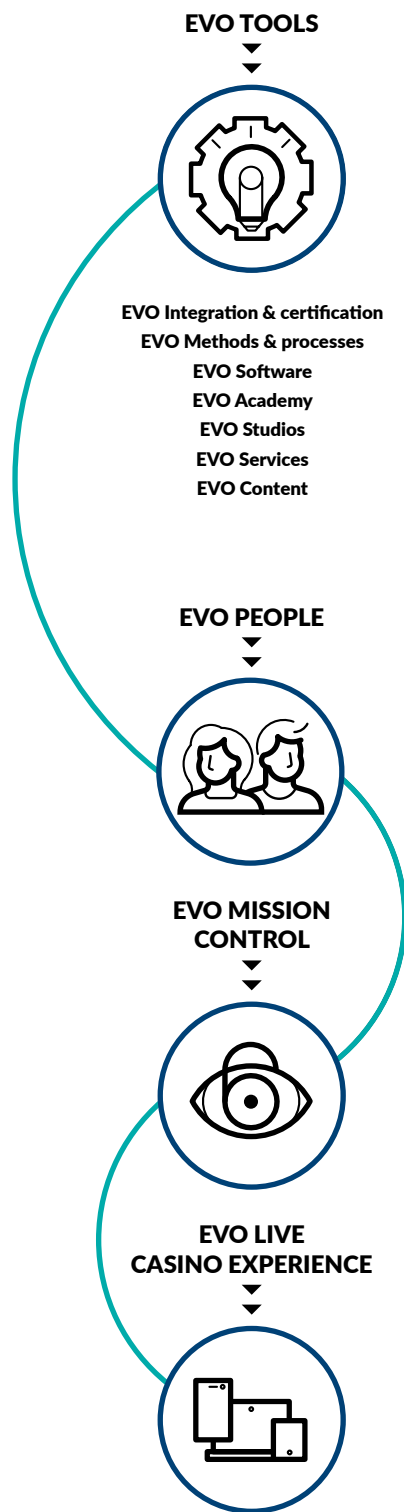 EVO TOOLS
EVO Integration & certification
EVO Methods & processes
EVO Software
EVO Academy
EVO Studios
EVO Services
EVO Content
EVO PEOPLE
EVO MISSION
CONTROL
EVO LIVE
CASINO EXPERIENCE